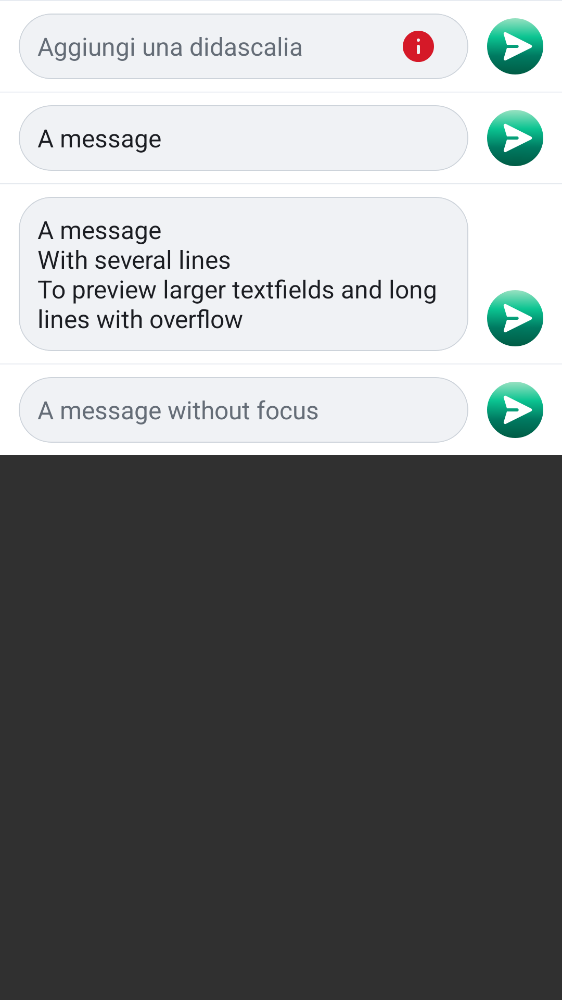 Aggiungi una didascalia
A message
A message
With several lines
To preview larger textfields and long
lines with overflow
A message without focus